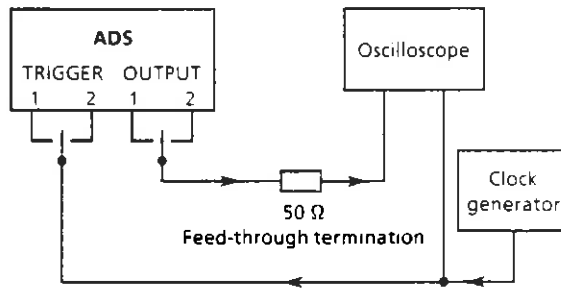 ADS
TRIGGER OUTPUT
1 2 1 2
Oscilloscope
Clock
generator
50 Ω
Feed-through termination